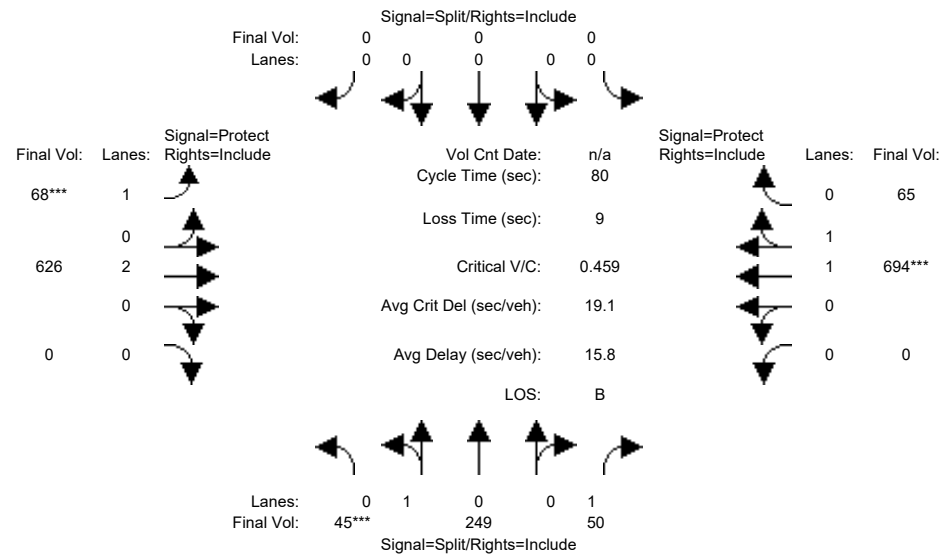 Signal=Split/Rights=Include
Final Vol: 0 0 0
Lanes: 0 0 0 0 0
Signal=Protect Signal=Protect
Final Vol: Lanes: Rights=Include Vol Cnt Date: n/a Rights=Include Lanes: Final Vol:
Cycle Time (sec): 80
68*** 1 0 65
Loss Time (sec): 9
0 1
626 2 Critical V/C: 0.459 1 694***
0 Avg Crit Del (sec/veh): 19.1 0
0 0 Avg Delay (sec/veh): 15.8 0 0
LOS: B
Lanes: 0 1 0 0 1
Final Vol: 45*** 249 50
Signal=Split/Rights=Include